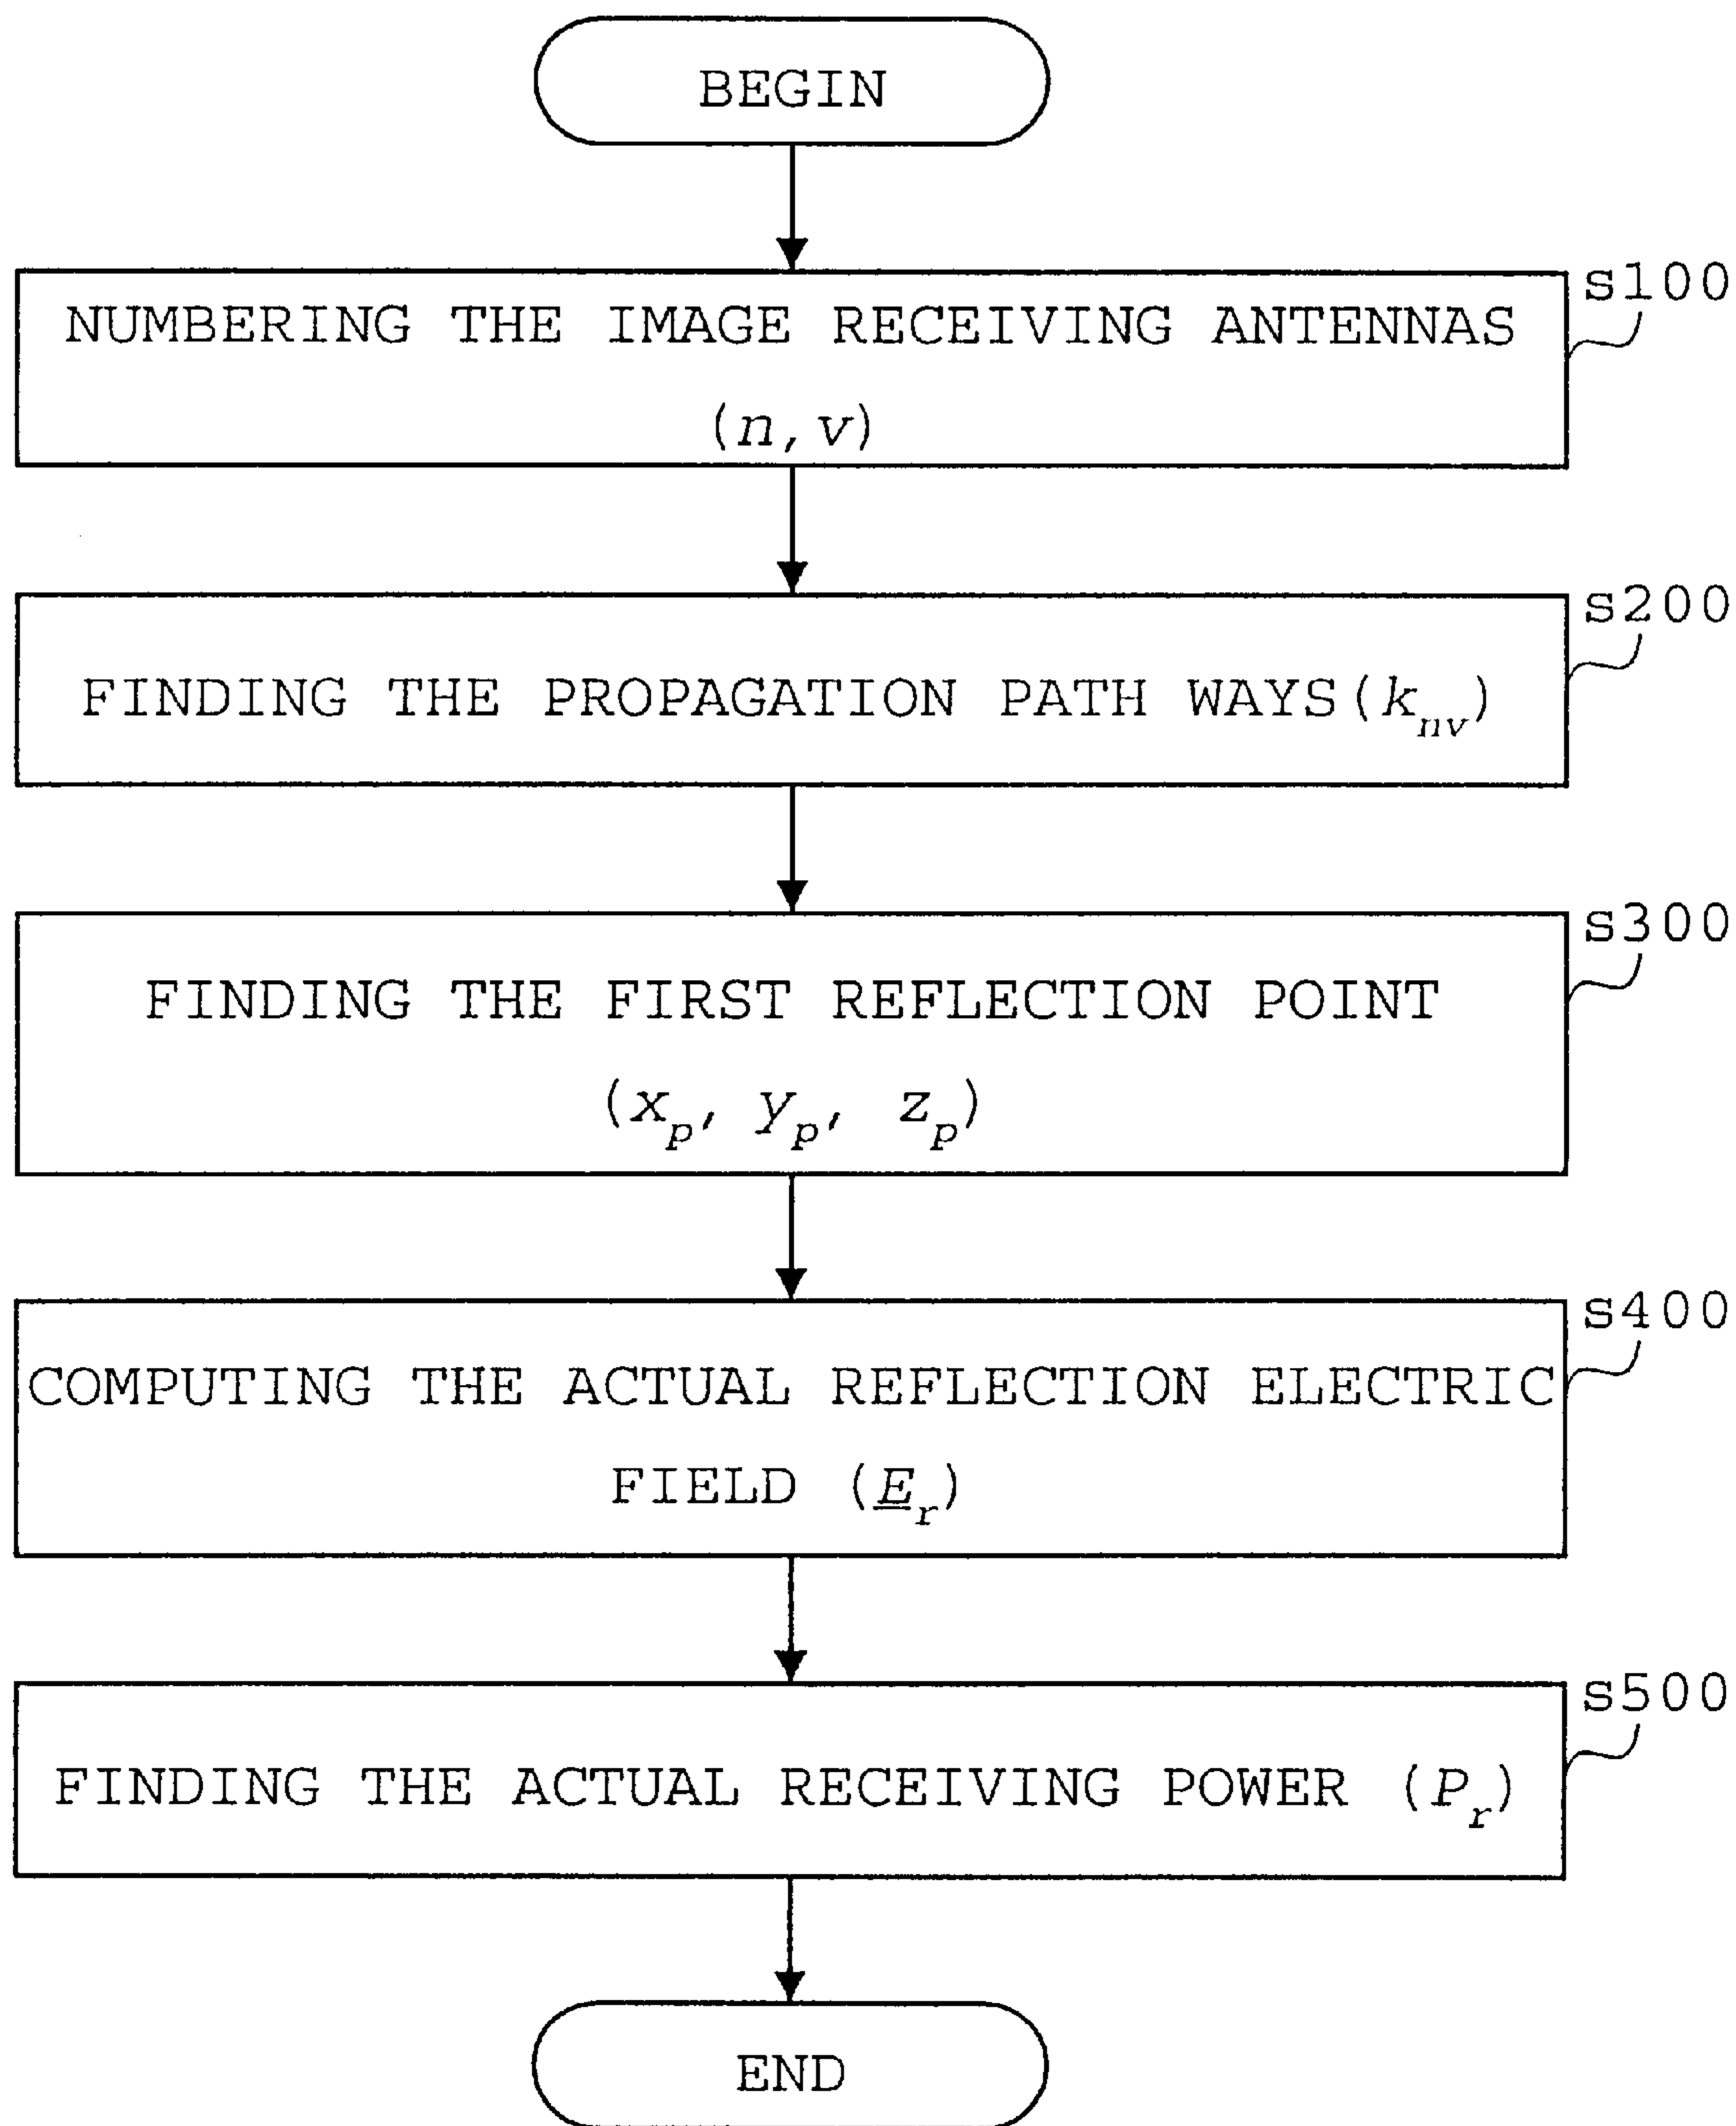 BEGIN
s100
NUMBERING THE IMAGE RECEIVING ANTENNAS
(n, v)
s200
FINDING THE PROPAGATION PATH WAYS(k_nv)
s300
FINDING THE FIRST REFLECTION POINT
(x_p, y_p, z_p)
s400
COMPUTING THE ACTUAL REFLECTION ELECTRIC
FIELD (E_r)
s500
FINDING THE ACTUAL RECEIVING POWER (P_r)
END